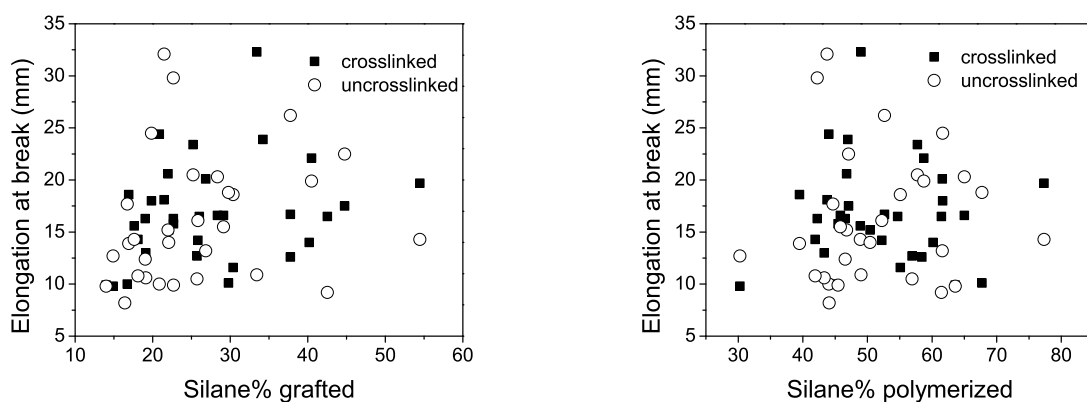 Elongation at break (mm)
35
30
25
20
15
10
5
crosslinked
uncrosslinked
10 20 30 40 50 60
Silane% grafted
Elongation at break (mm)
35
30
25
20
15
10
5
crosslinked
uncrosslinked
30 40 50 60 70 80
Silane% polymerized